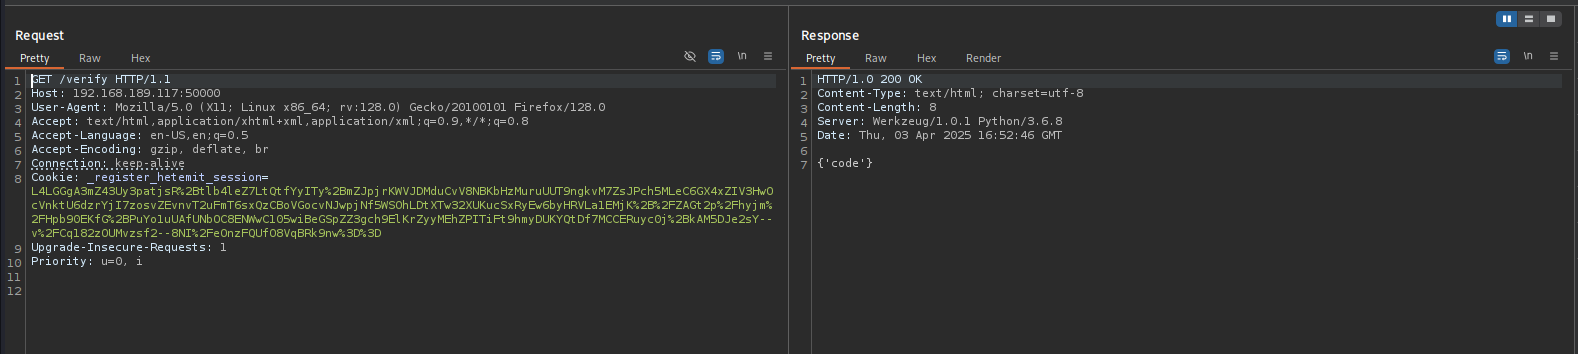 Request
Pretty Raw Hex \n
1 GET /verify HTTP/1.1
2 Host: 192.168.189.117:50000
3 User-Agent: Mozilla/5.0 (X11; Linux x86_64; rv:128.0) Gecko/20100101 Firefox/128.0
4 Accept: text/html,application/xhtml+xml,application/xml;q=0.9,*/*;q=0.8
5 Accept-Language: en-US,en;q=0.5
6 Accept-Encoding: gzip, deflate, br
7 Connection: keep-alive
8 Cookie: _register_hetemit_session=
L4LGGgA3mZ43Uy3patjsR%2Btlb4leZ7LtQtfYyITy%2BmZJpjrKWVJDMduCvV8NBKbHzMuruUUT9ngkvM7ZsJPch5MLeC6GX4xZIV3HwO
cVnktU6dzrYjI7zosvZEvnvT2uFmT6sxQzCBoVGocvNJwpjNf5WSOhLDtXTw32XUKucSxRyEw6byHRVLa1EMjK%2B%2FZAGt2p%2Fhyjm%
2FHpb90EKfG%2BPuYo1uUAfUNbOC8ENWwC1O5wiBeGSpZZ3gch9ElKrZyyMEhZPITiFt9hmyDUKYQtDf7MCCERuyc0j%2BkAM5DJe2sY--
v%2FCql82zOUMvzsf2--8NI%2FeOnzFQUfO8VqBRk9nw%3D%3D
9 Upgrade-Insecure-Requests: 1
10 Priority: u=0, i
11
12
Response
Pretty Raw Hex Render \n
1 HTTP/1.0 200 OK
2 Content-Type: text/html; charset=utf-8
3 Content-Length: 8
4 Server: Werkzeug/1.0.1 Python/3.6.8
5 Date: Thu, 03 Apr 2025 16:52:46 GMT
6
7 {'code'}